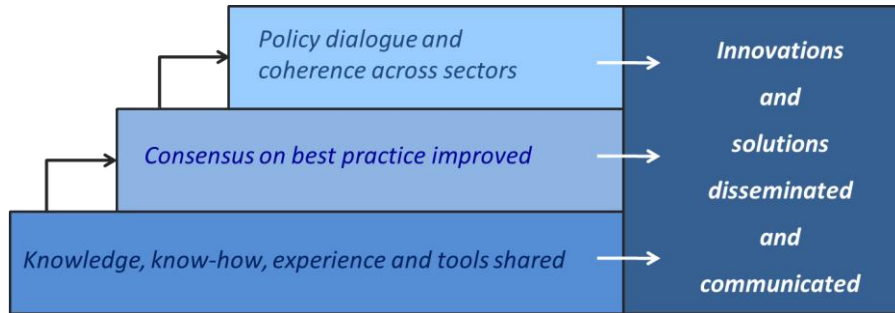 Policy dialogue and
coherence across sectors
Consensus on best practice improved
Knowledge, know-how, experience and tools shared
Innovations
and
solutions
disseminated
and
communicated